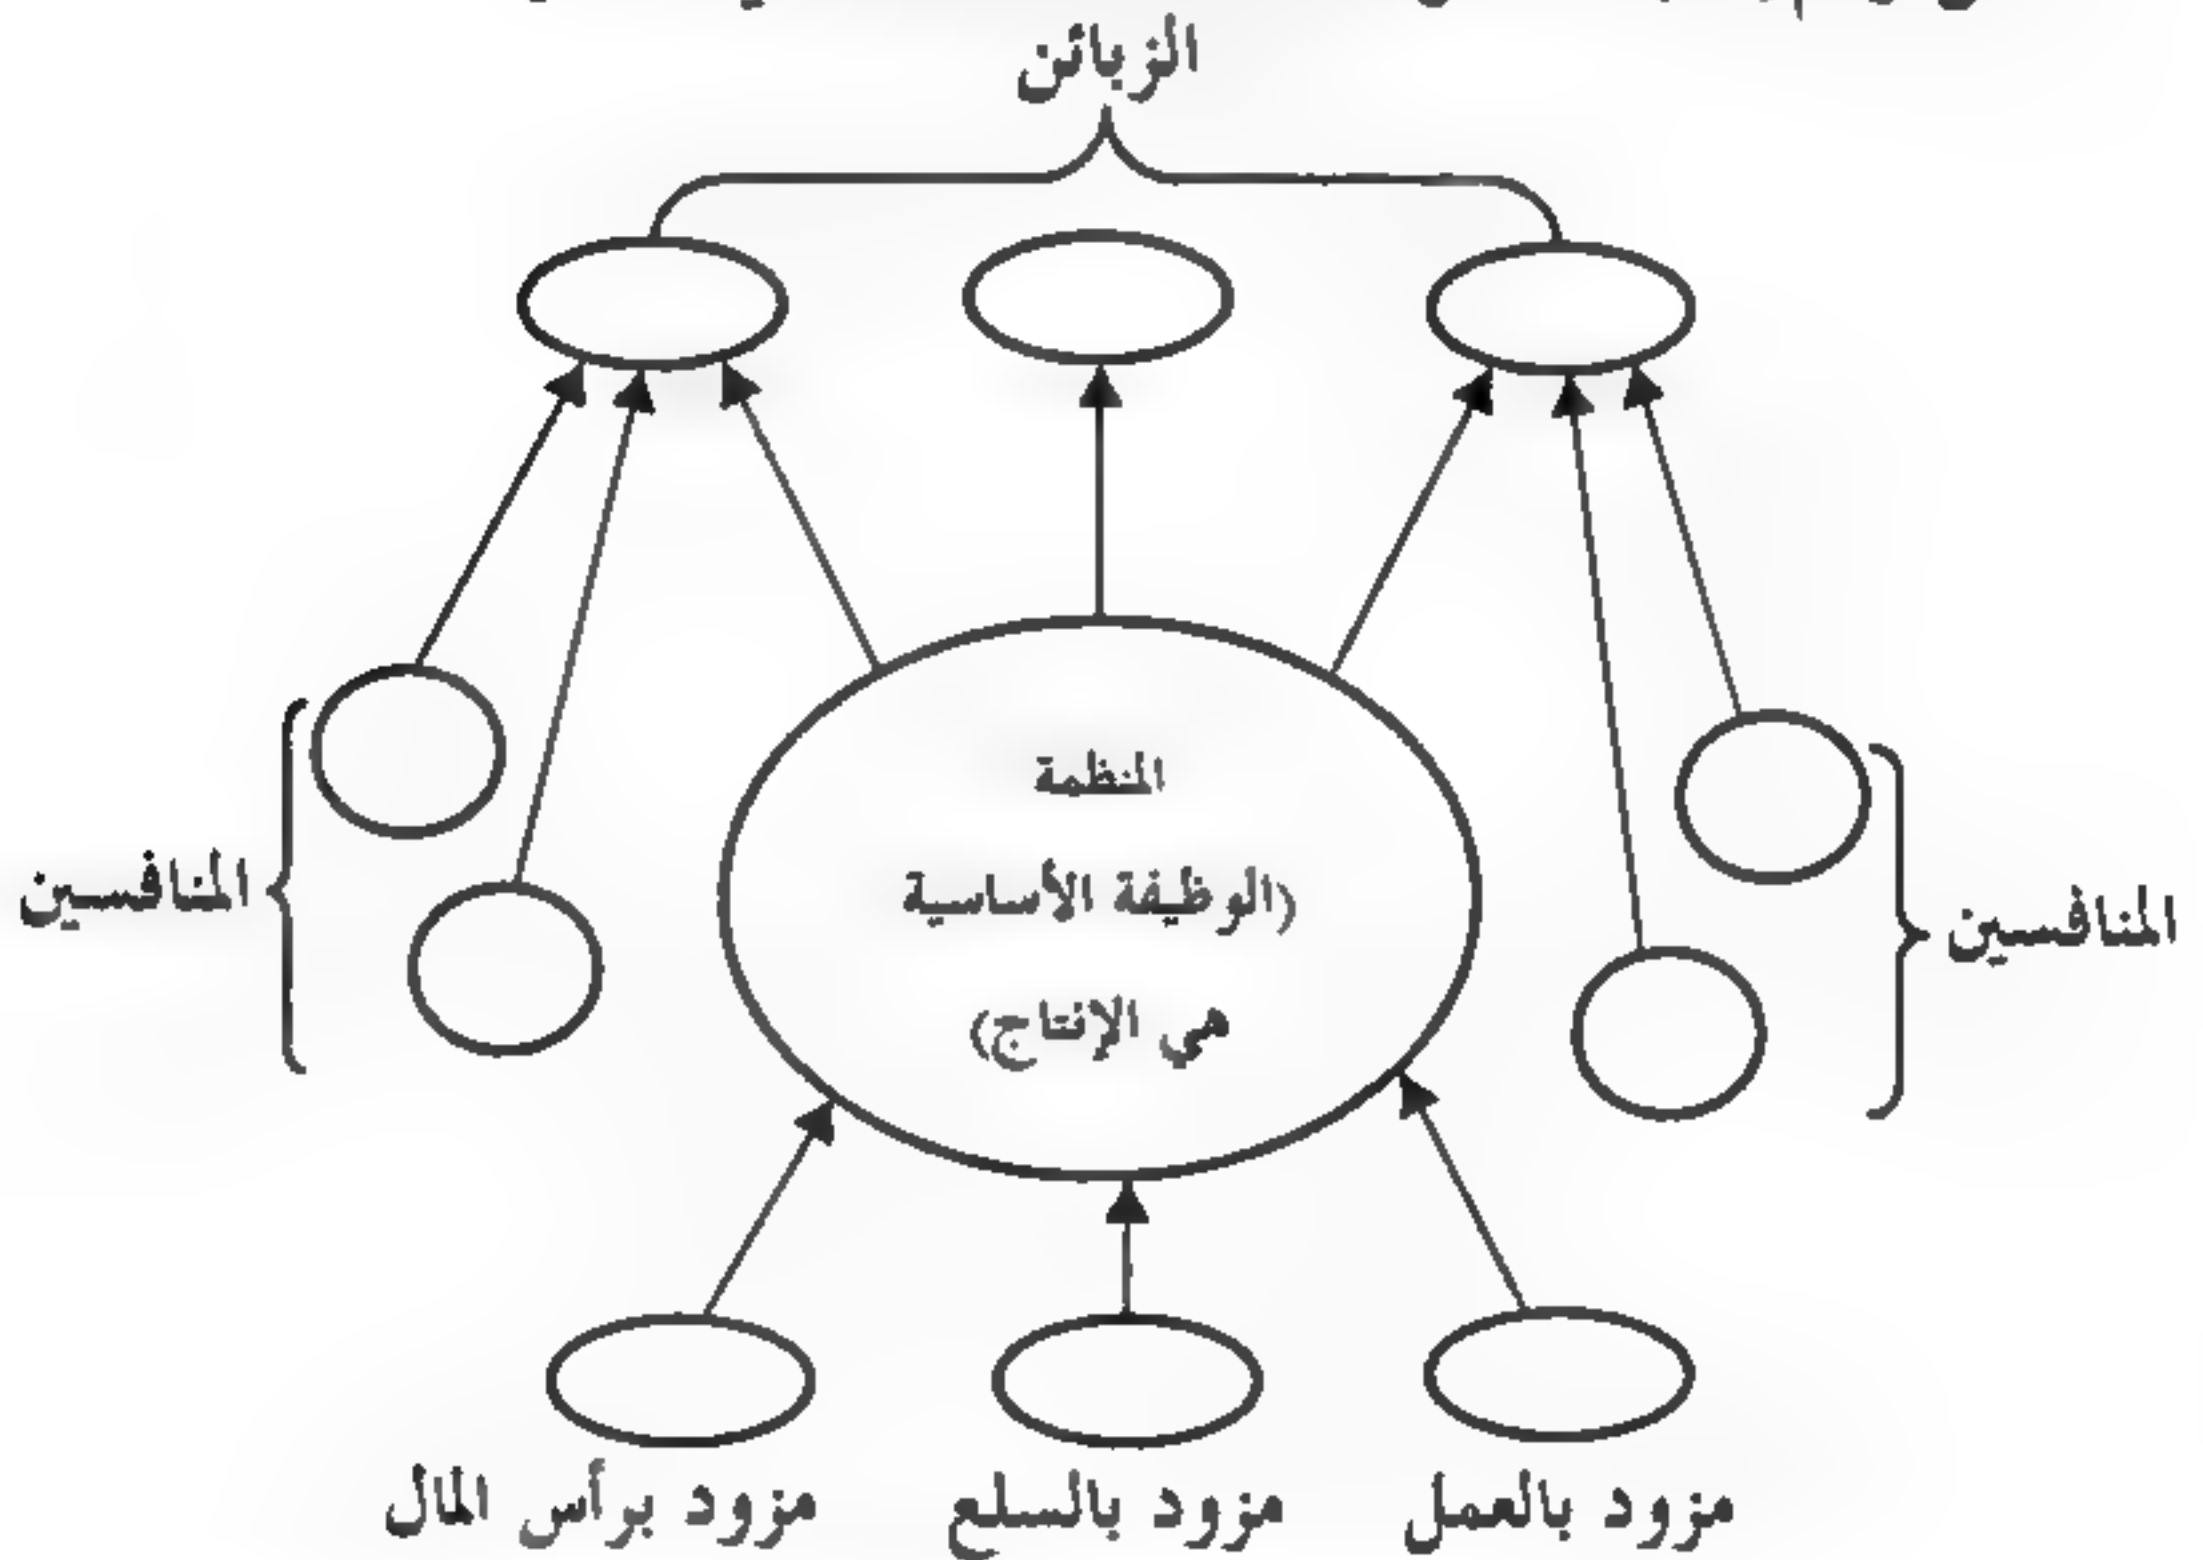 الزبائن
المنظمة
(الوظيفة الأساسية
هي الإنتاج)
المنافسين
المنافسين
مزود بالعمل
مزود بالسلع
مزود برأس المال